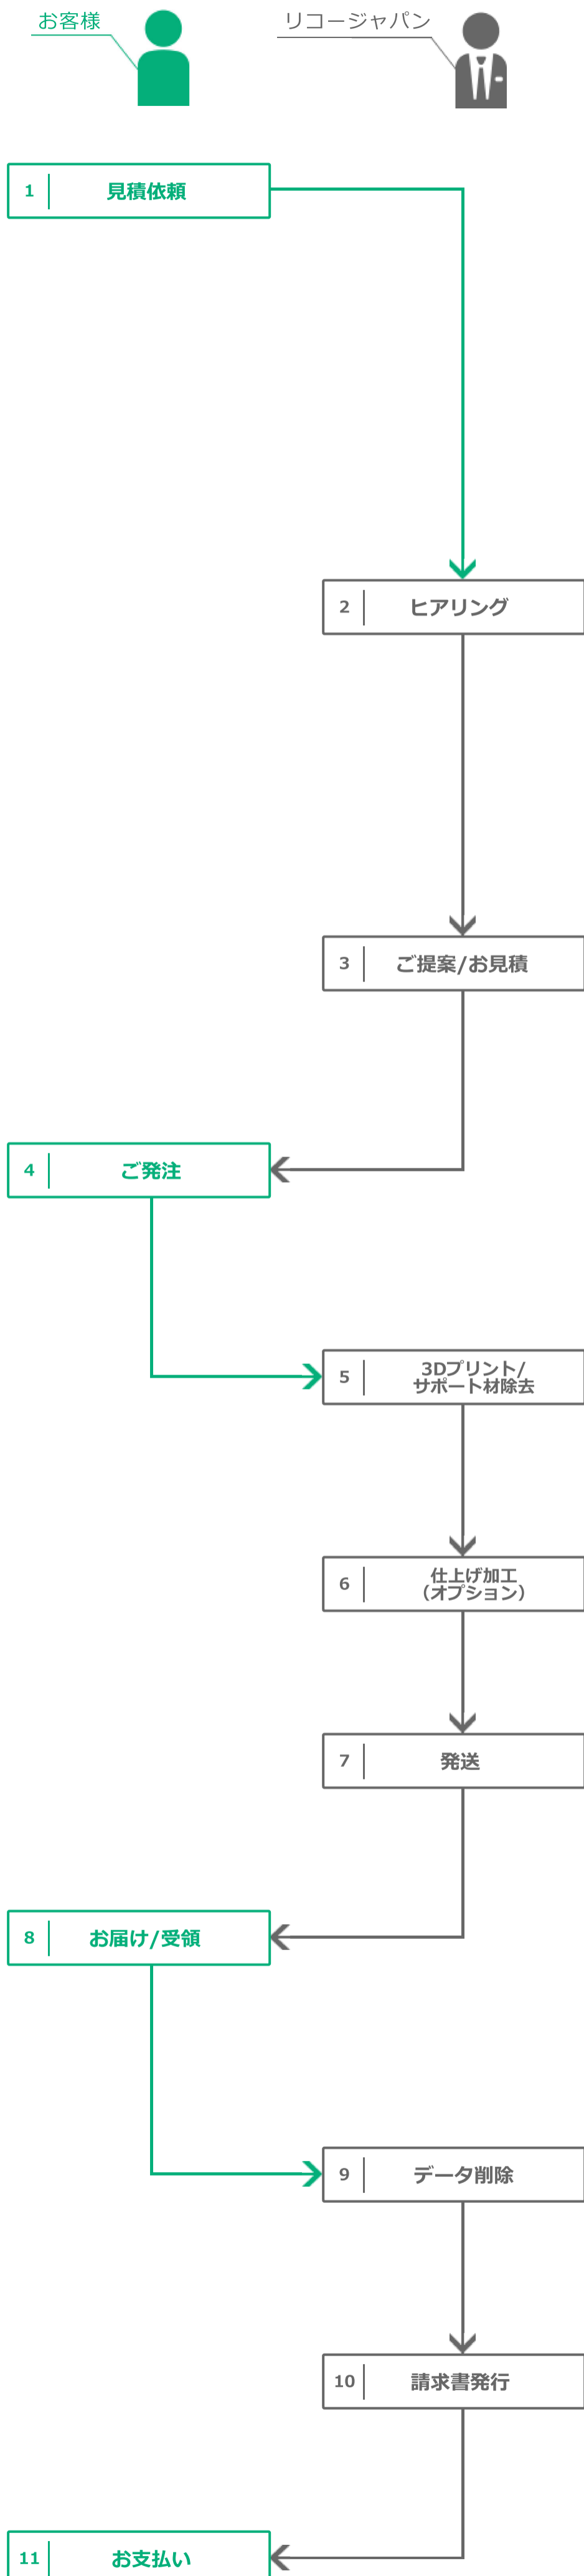 お客様
リコージャパン
1 見積依頼
2 ヒアリング
3 ご提案/お見積
4 ご発注
5 3Dプリント/
サポート材除去
6 仕上げ加工
（オプション）
7 発送
8 お届け/受領
9 データ削除
10 請求書発行
11 お支払い